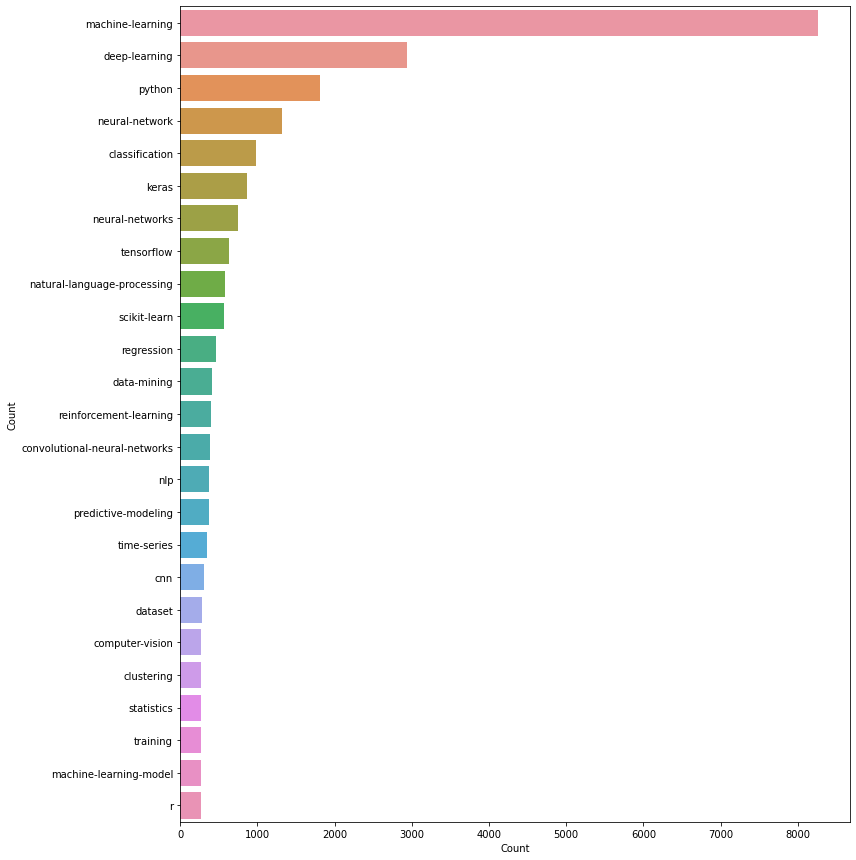 machine-learning
deep-learning
python
neural-network
classification
keras
neural-networks
tensorflow
natural-language-processing
scikit-learn
regression
data-mining
reinforcement-learning
Count
convolutional-neural-networks
nlp
predictive-modeling
time-series
cnn
dataset
computer-vision
clustering
statistics
training
machine-learning-model
r
0 1000 2000 3000 4000 5000 6000 7000 8000
Count